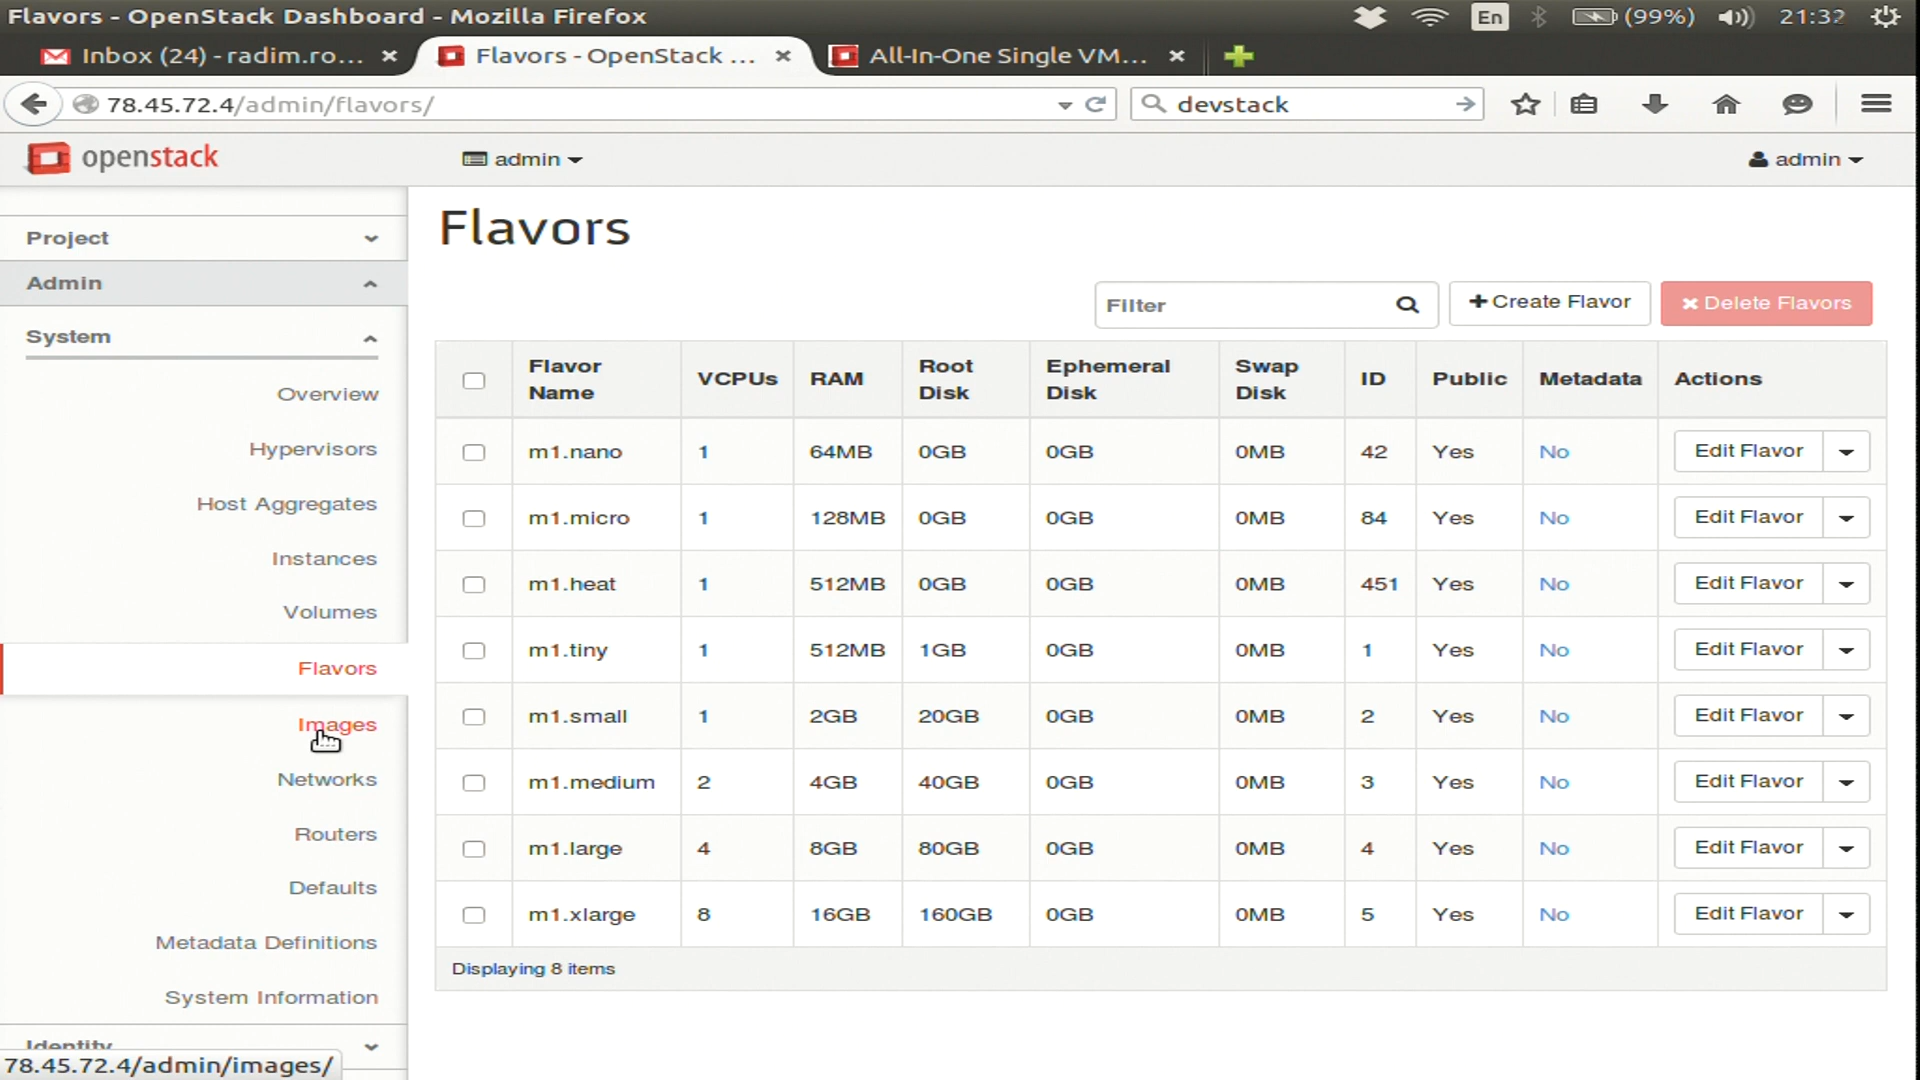 Flavors - OpenStack Dashboard - Mozilla Firefox
En
(99%)
21:32
Inbox (24) - radim.ro...
Flavors - OpenStack ...
All-In-One Single VM...
78.45.72.4/admin/flavors/
devstack
openstack
admin
admin
Project
Admin
System
Overview
Hypervisors
Host Aggregates
Instances
Volumes
Flavors
Images
Networks
Routers
Defaults
Metadata Definitions
System Information
Identity
78.45.72.4/admin/images/
Flavors
Filter
Create Flavor
Delete Flavors
Flavor Name VCPUs RAM Root Disk Ephemeral Disk Swap Disk ID Public Metadata Actions
m1.nano 1 64MB 0GB 0GB 0MB 42 Yes No Edit Flavor
m1.micro 1 128MB 0GB 0GB 0MB 84 Yes No Edit Flavor
m1.heat 1 512MB 0GB 0GB 0MB 451 Yes No Edit Flavor
m1.tiny 1 512MB 1GB 0GB 0MB 1 Yes No Edit Flavor
m1.small 1 2GB 20GB 0GB 0MB 2 Yes No Edit Flavor
m1.medium 2 4GB 40GB 0GB 0MB 3 Yes No Edit Flavor
m1.large 4 8GB 80GB 0GB 0MB 4 Yes No Edit Flavor
m1.xlarge 8 16GB 160GB 0GB 0MB 5 Yes No Edit Flavor
Displaying 8 items